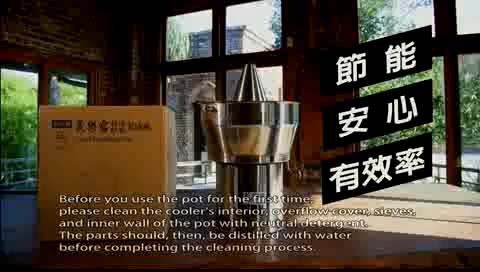 節能
安心
有效率
Before you use the pot for the first time,
please clean the cooler's interior, overflow cover, sieves,
and inner wall of the pot with neutral detergent.
The parts should, then, be distilled with water
before completing the cleaning process.